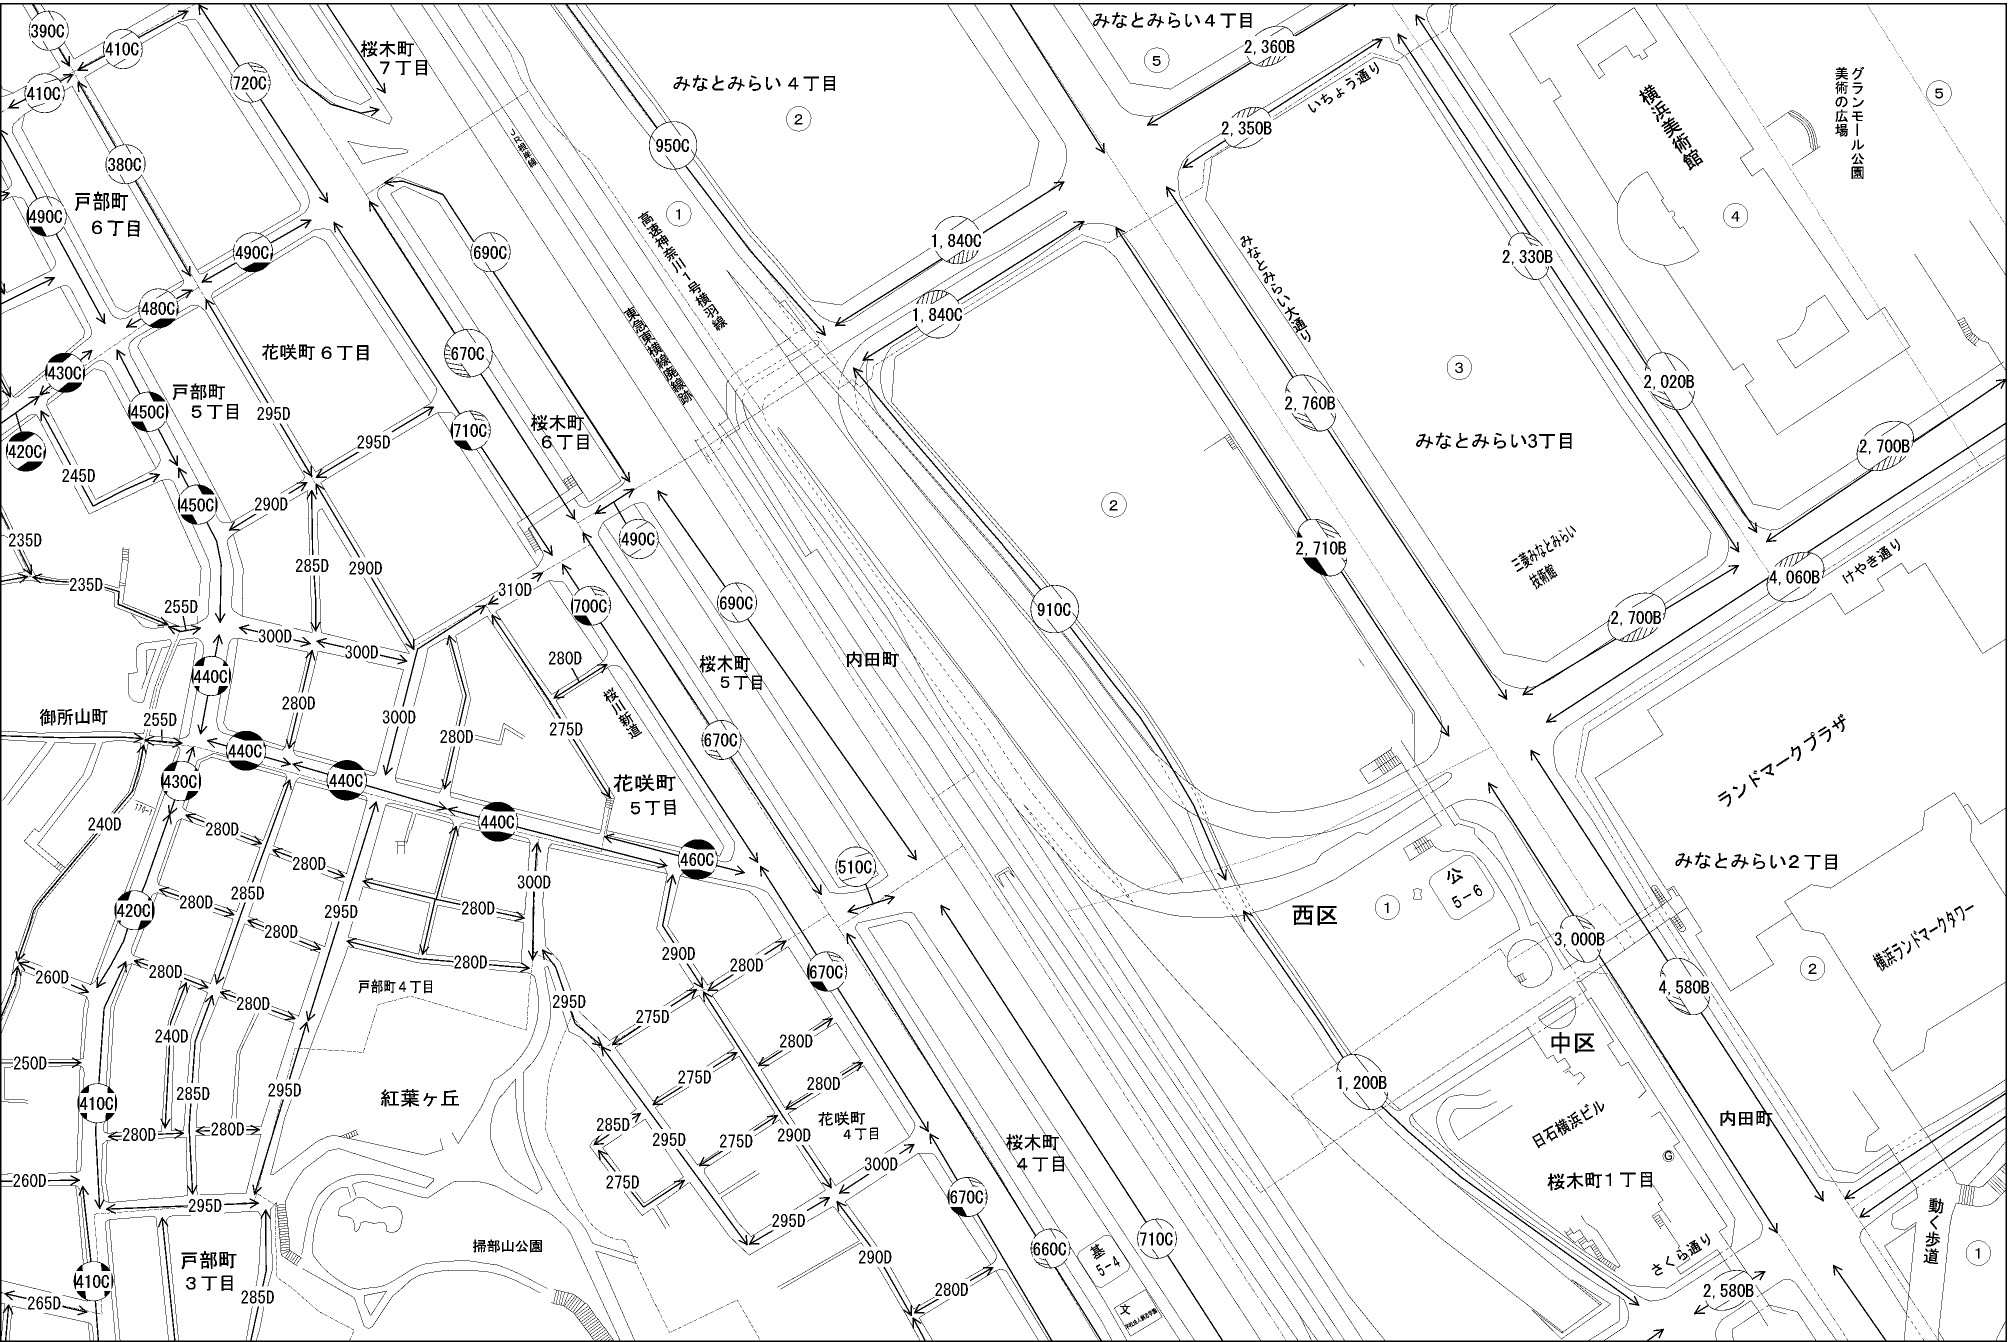 390C
410C
410C
720C
380C
桜木町
7丁目
戸部町
6丁目
490C
490C
480C
690C
670C
JR根岸線
高速神奈川1号横羽線
東急東横線廃線跡
950C
みなとみらい4丁目
②
①
1,840C
1,840C
みなとみらい4丁目
⑤
2,360B
2,350B
いちょう通り
横浜美術館
グランモール公園
美術の広場
⑤
④
2,330B
みなとみらい大通り
2,760B
③
2,020B
2,700B
みなとみらい3丁目
三菱みなとみらい
技術館
2,710B
②
2,700B
4,060B
けやき通り
430C
戸部町
5丁目
450C
花咲町6丁目
295D
295D
710C
桜木町
6丁目
420C
245D
450C
290D
235D
235D
255D
285D
290D
310D
700C
490C
690C
910C
300D
300D
440C
280D
300D
280D
280D
275D
桜川新道
桜木町
5丁目
670C
内田町
御所山町
255D
430C
440C
440C
440C
460C
花咲町
5丁目
510C
240D
280D
280D
285D
295D
300D
280D
280D
420C
280D
280D
280D
260D
280D
280D
240D
戸部町4丁目
295D
290D
280D
670C
275D
280D
275D
280D
250D
410C
285D
295D
280D
280D
紅葉ヶ丘
285D
295D
275D
290D
花咲町
4丁目
275D
300D
260D
295D
戸部町
3丁目
410C
265D
285D
掃部山公園
295D
290D
280D
670C
660C
桜木町
4丁目
基
5-4
文
710C
西区
①
公
5-6
3,000B
4,580B
ランドマークプラザ
みなとみらい2丁目
横浜ランドマークタワー
②
中区
1,200B
日石横浜ビル
桜木町1丁目
G
内田町
さくら通り
2,580B
動く歩道
①